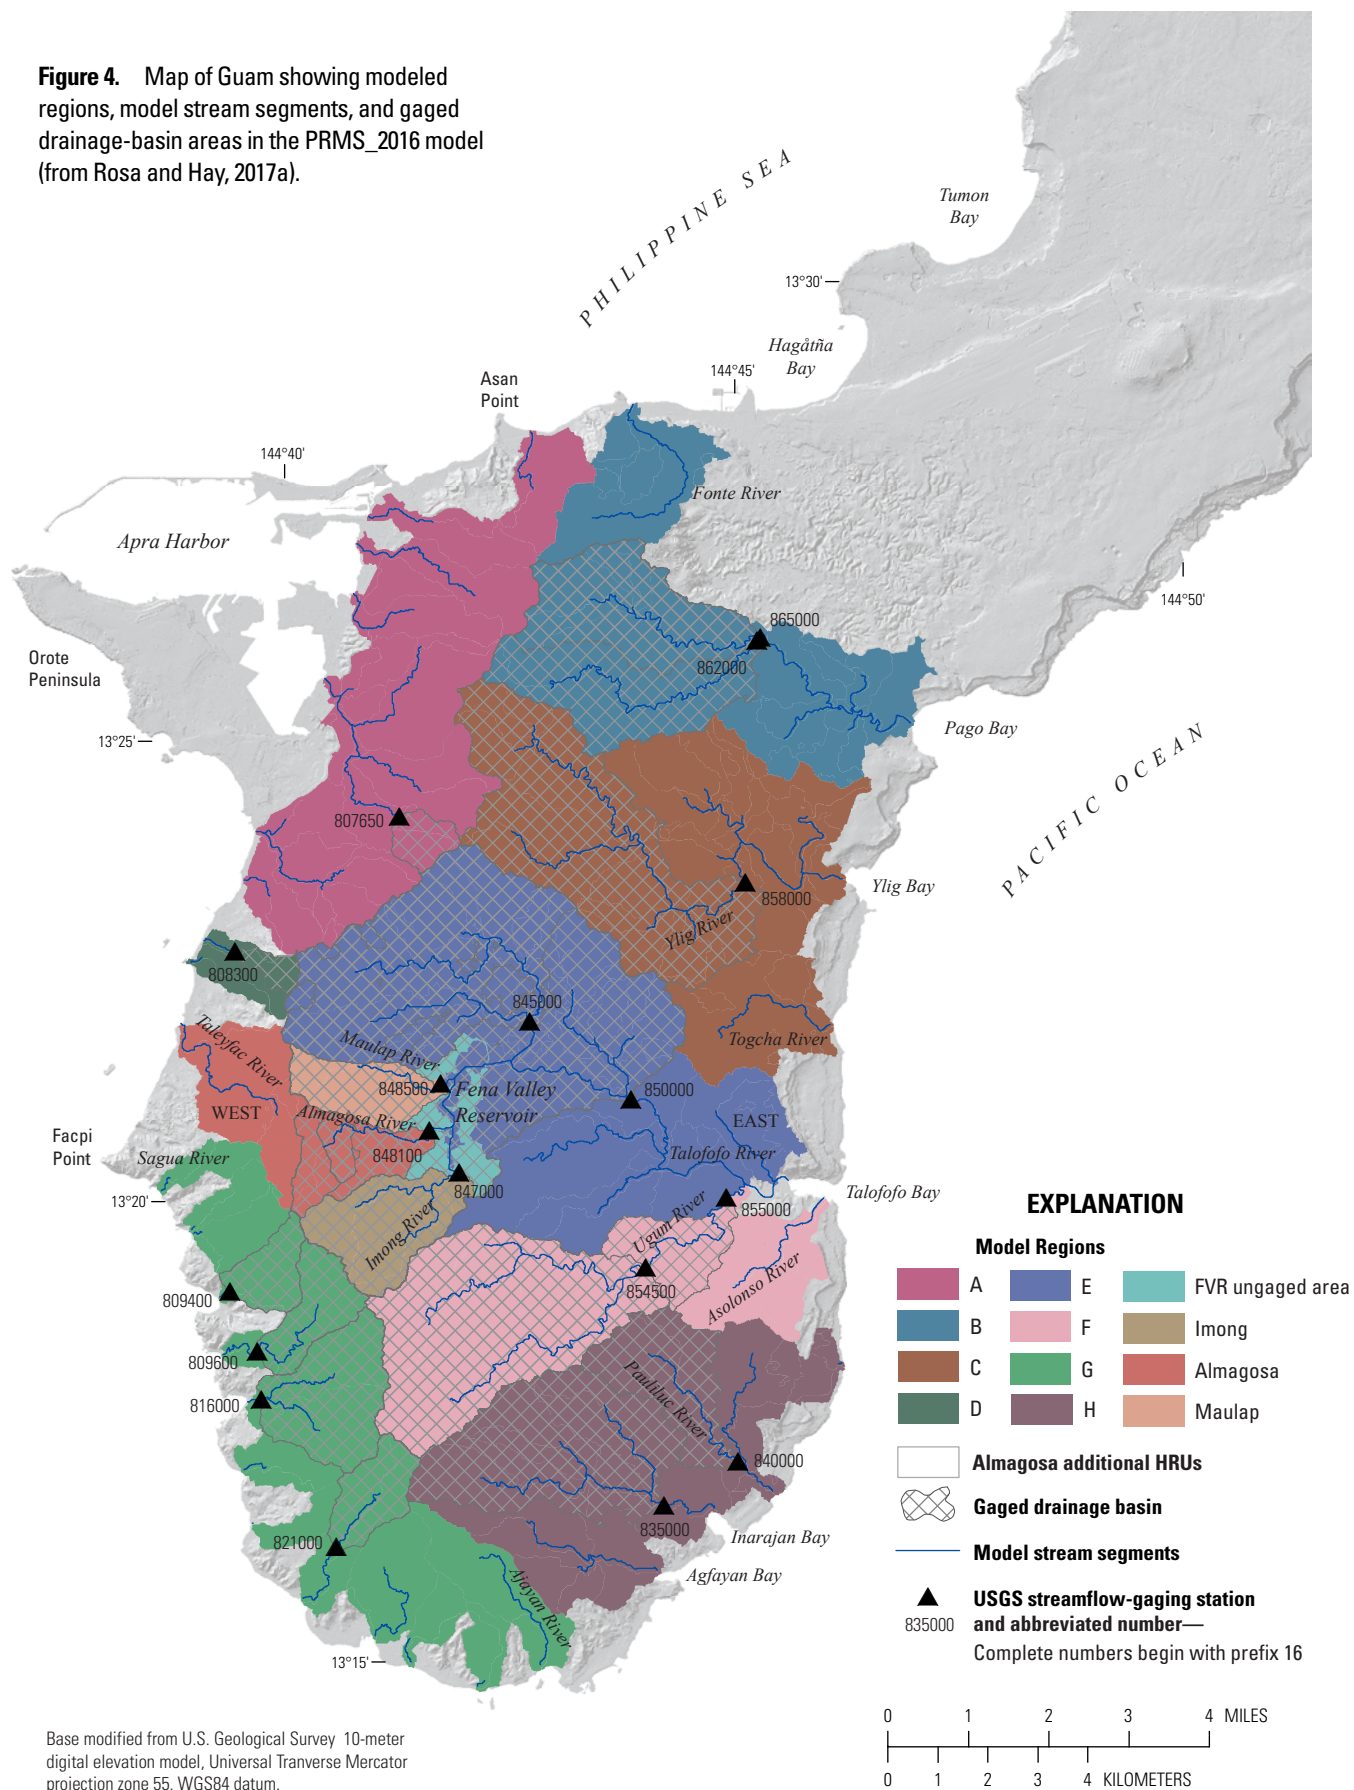 Figure 4. Map of Guam showing modeled
regions, model stream segments, and gaged
drainage-basin areas in the PRMS_2016 model
(from Rosa and Hay, 2017a).
PHILIPPINE SEA
Tumon
Bay
13°30'
Hagåtña
Bay
144°45'
Asan
Point
144°40'
Fonte River
Apra Harbor
144°50'
865000
862000
Orote
Peninsula
Pago Bay
13°25'
PACIFIC OCEAN
807650
Ylig Bay
858000
Ylig River
808300
845000
Taleyfac River
Maulap River
Togcha River
848500
Fena Valley
Reservoir
850000
WEST
Almagosa River
EAST
Facpi
Point
Sagua River
848100
Talofofo River
847000
13°20'
Talofofo Bay
855000
Imong River
Ugum River
854500
Asolonso River
809400
809600
816000
Pauliluc River
840000
835000
Inarajan Bay
821000
Agfayan Bay
Ajayan River
13°15'
EXPLANATION
Model Regions
A
E
FVR ungaged area
B
F
Imong
C
G
Almagosa
D
H
Maulap
Almagosa additional HRUs
Gaged drainage basin
Model stream segments
USGS streamflow-gaging station
835000 and abbreviated number—
Complete numbers begin with prefix 16
0 1 2 3 4 MILES
0 1 2 3 4 KILOMETERS
Base modified from U.S. Geological Survey 10-meter
digital elevation model, Universal Tranverse Mercator
projection zone 55, WGS84 datum.